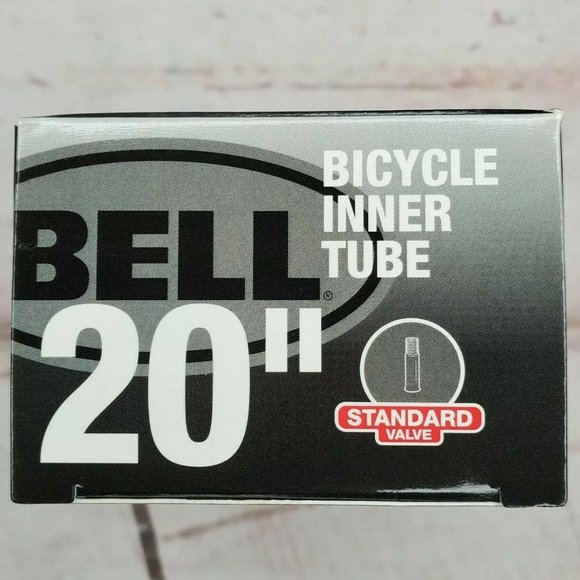 BELL®
BICYCLE
INNER
TUBE
20"
STANDARD
VALVE